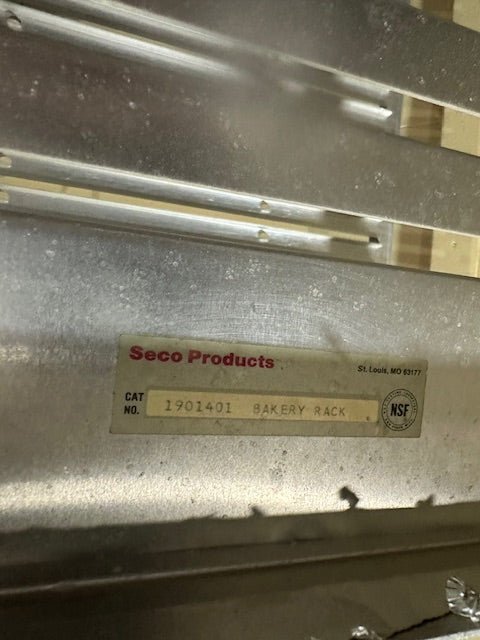 Seco Products
St. Louis, MO 63177
CAT
NO.
1901401 BAKERY RACK
NSF